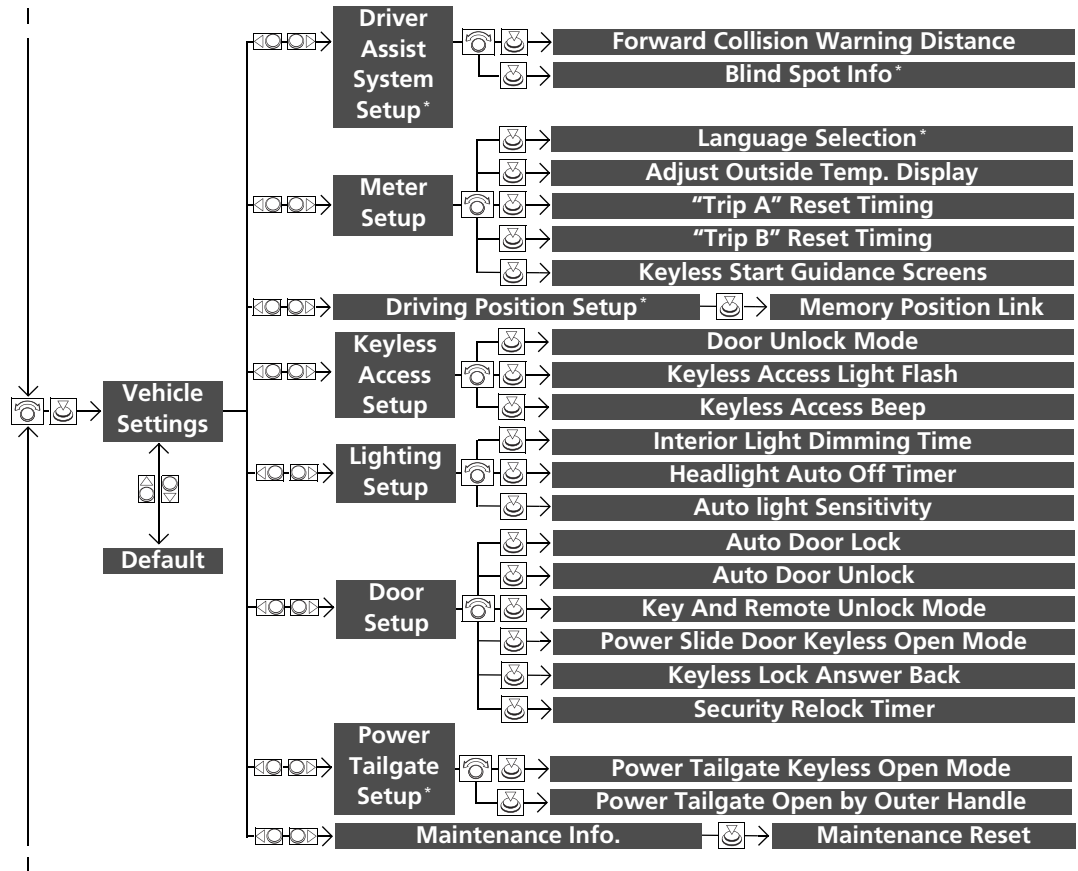 Driver
Assist
System
Setup*
Forward Collision Warning Distance
Blind Spot Info*
Meter
Setup
Language Selection*
Adjust Outside Temp. Display
“Trip A” Reset Timing
“Trip B” Reset Timing
Keyless Start Guidance Screens
Driving Position Setup*
Memory Position Link
Keyless
Access
Setup
Door Unlock Mode
Keyless Access Light Flash
Keyless Access Beep
Vehicle
Settings
Default
Lighting
Setup
Interior Light Dimming Time
Headlight Auto Off Timer
Auto light Sensitivity
Door
Setup
Auto Door Lock
Auto Door Unlock
Key And Remote Unlock Mode
Power Slide Door Keyless Open Mode
Keyless Lock Answer Back
Security Relock Timer
Power
Tailgate
Setup*
Power Tailgate Keyless Open Mode
Power Tailgate Open by Outer Handle
Maintenance Info.
Maintenance Reset